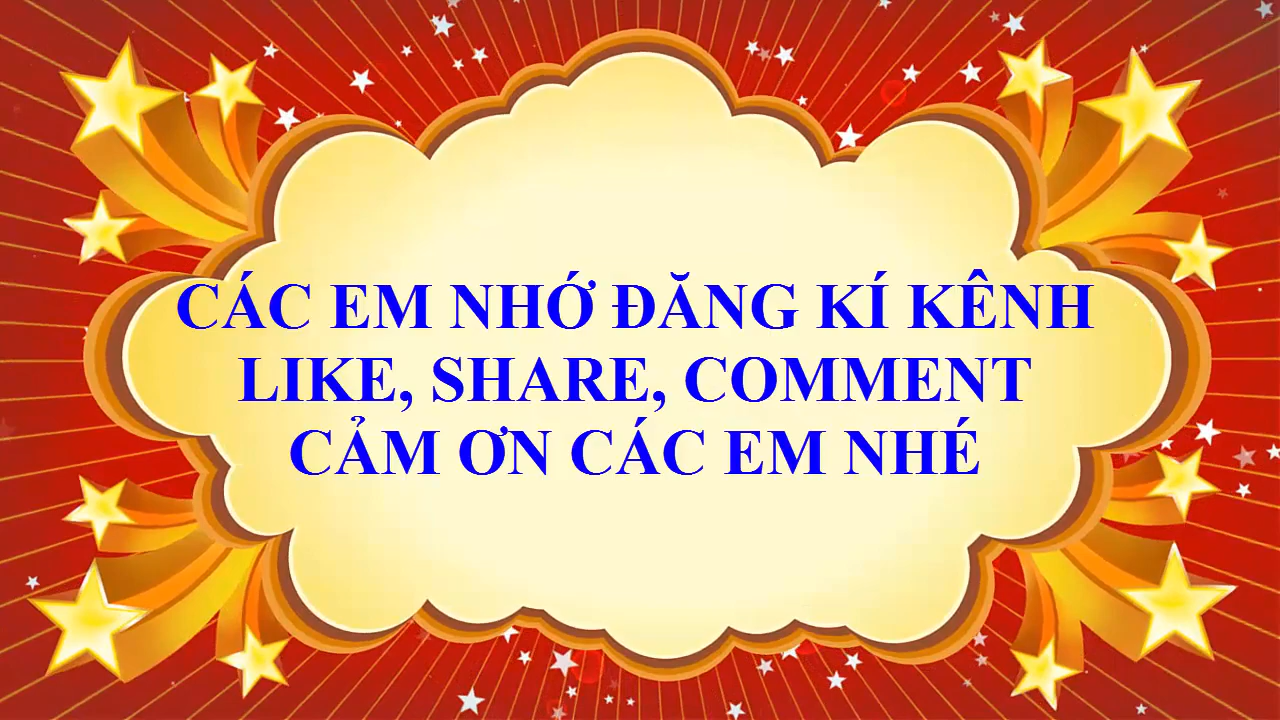 CÁC EM NHỚ ĐĂNG KÍ KÊNH
LIKE, SHARE, COMMENT
CẢM ƠN CÁC EM NHÉ